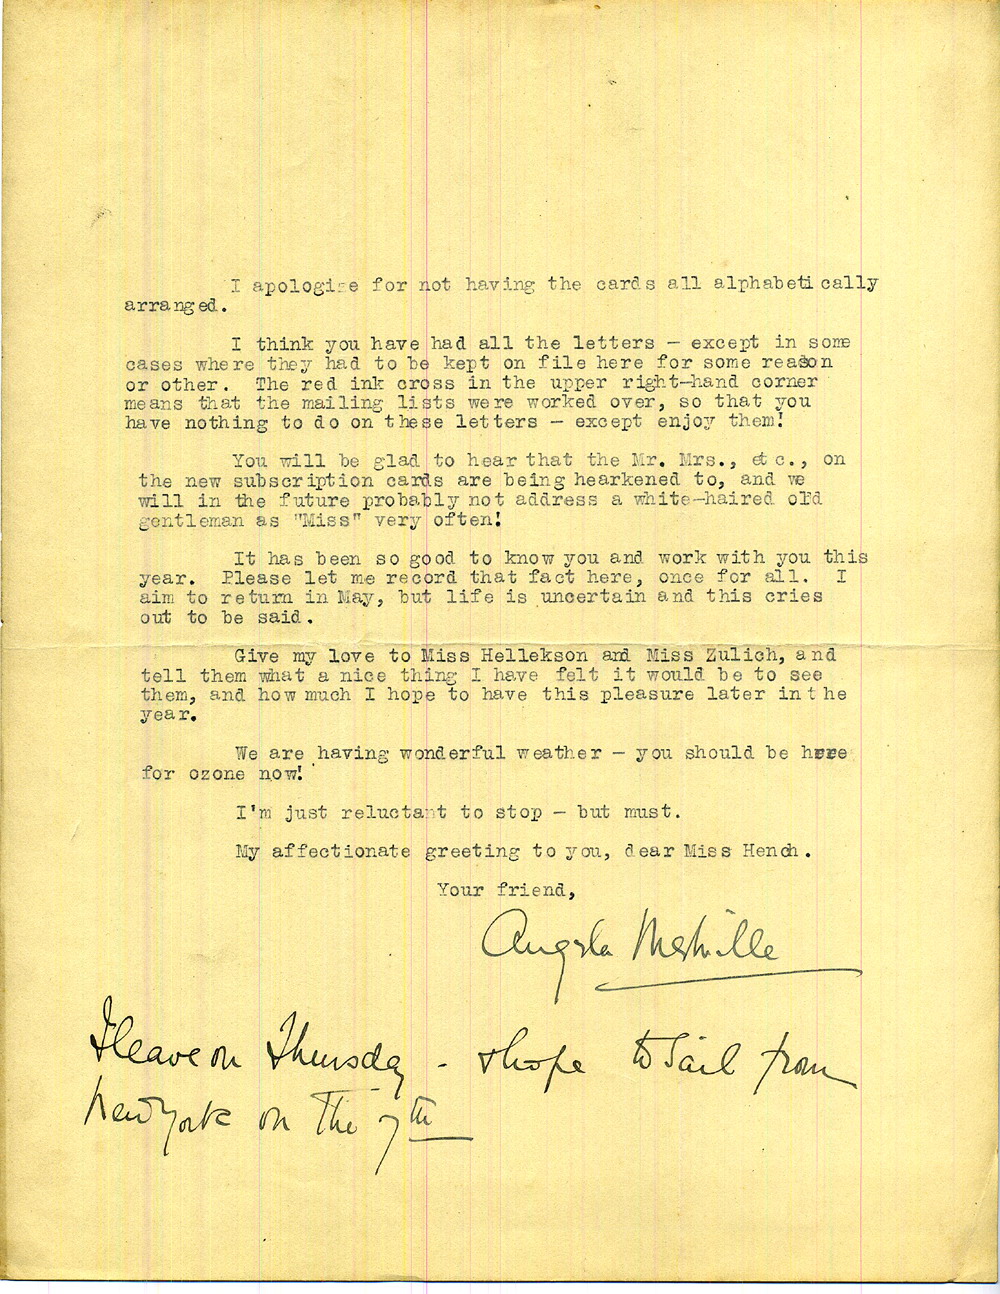 I apologise for not having the cards all alphabetically
arranged.
I think you have had all the letters - except in some
cases where they had to be kept on file here for some reason
or other. The red ink cross in the upper right-hand corner
means that the mailing lists were worked over, so that you
have nothing to do on these letters - except enjoy them!
You will be glad to hear that the Mr. Mrs., etc., on
the new subscription cards are being hearkened to, and we
will in the future probably not address a white-haired old
gentleman as "Miss" very often!
It has been so good to know you and work with you this
year. Please let me record that fact here, once for all. I
aim to return in May, but life is uncertain and this cries
out to be said.
Give my love to Miss Hellekson and Miss Zulich, and
tell them what a nice thing I have felt it would be to see
them, and how much I hope to have this pleasure later in the
year.
We are having wonderful weather - you should be here
for ozone now!
I'm just reluctant to stop - but must.
My affectionate greeting to you, dear Miss Hench.
Your friend,
Angela Melville
I leave on Thursday - & hope to sail from
New York on the 7th